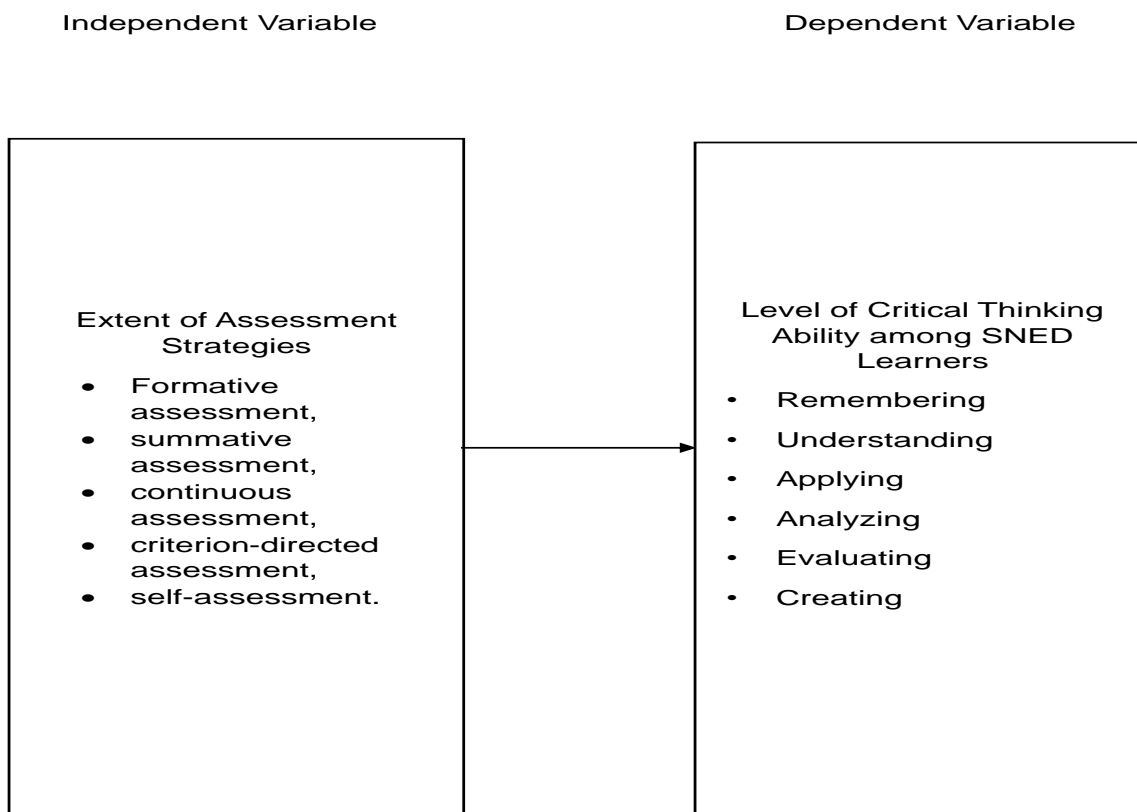 Independent Variable
Dependent Variable
Extent of Assessment
Strategies
• Formative
assessment,
• summative
assessment,
• continuous
assessment,
• criterion-directed
assessment,
• self-assessment.
Level of Critical Thinking
Ability among SNED
Learners
• Remembering
• Understanding
• Applying
• Analyzing
• Evaluating
• Creating